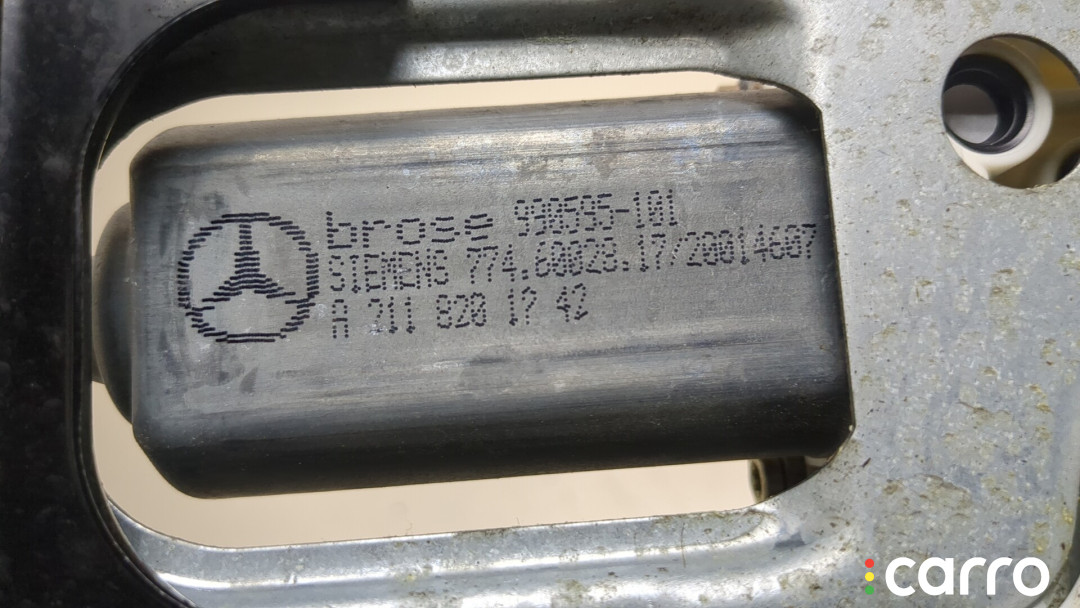 brose 990595-101
SIEMENS 774.60028.17/20014607
A 211 820 17 42
carro